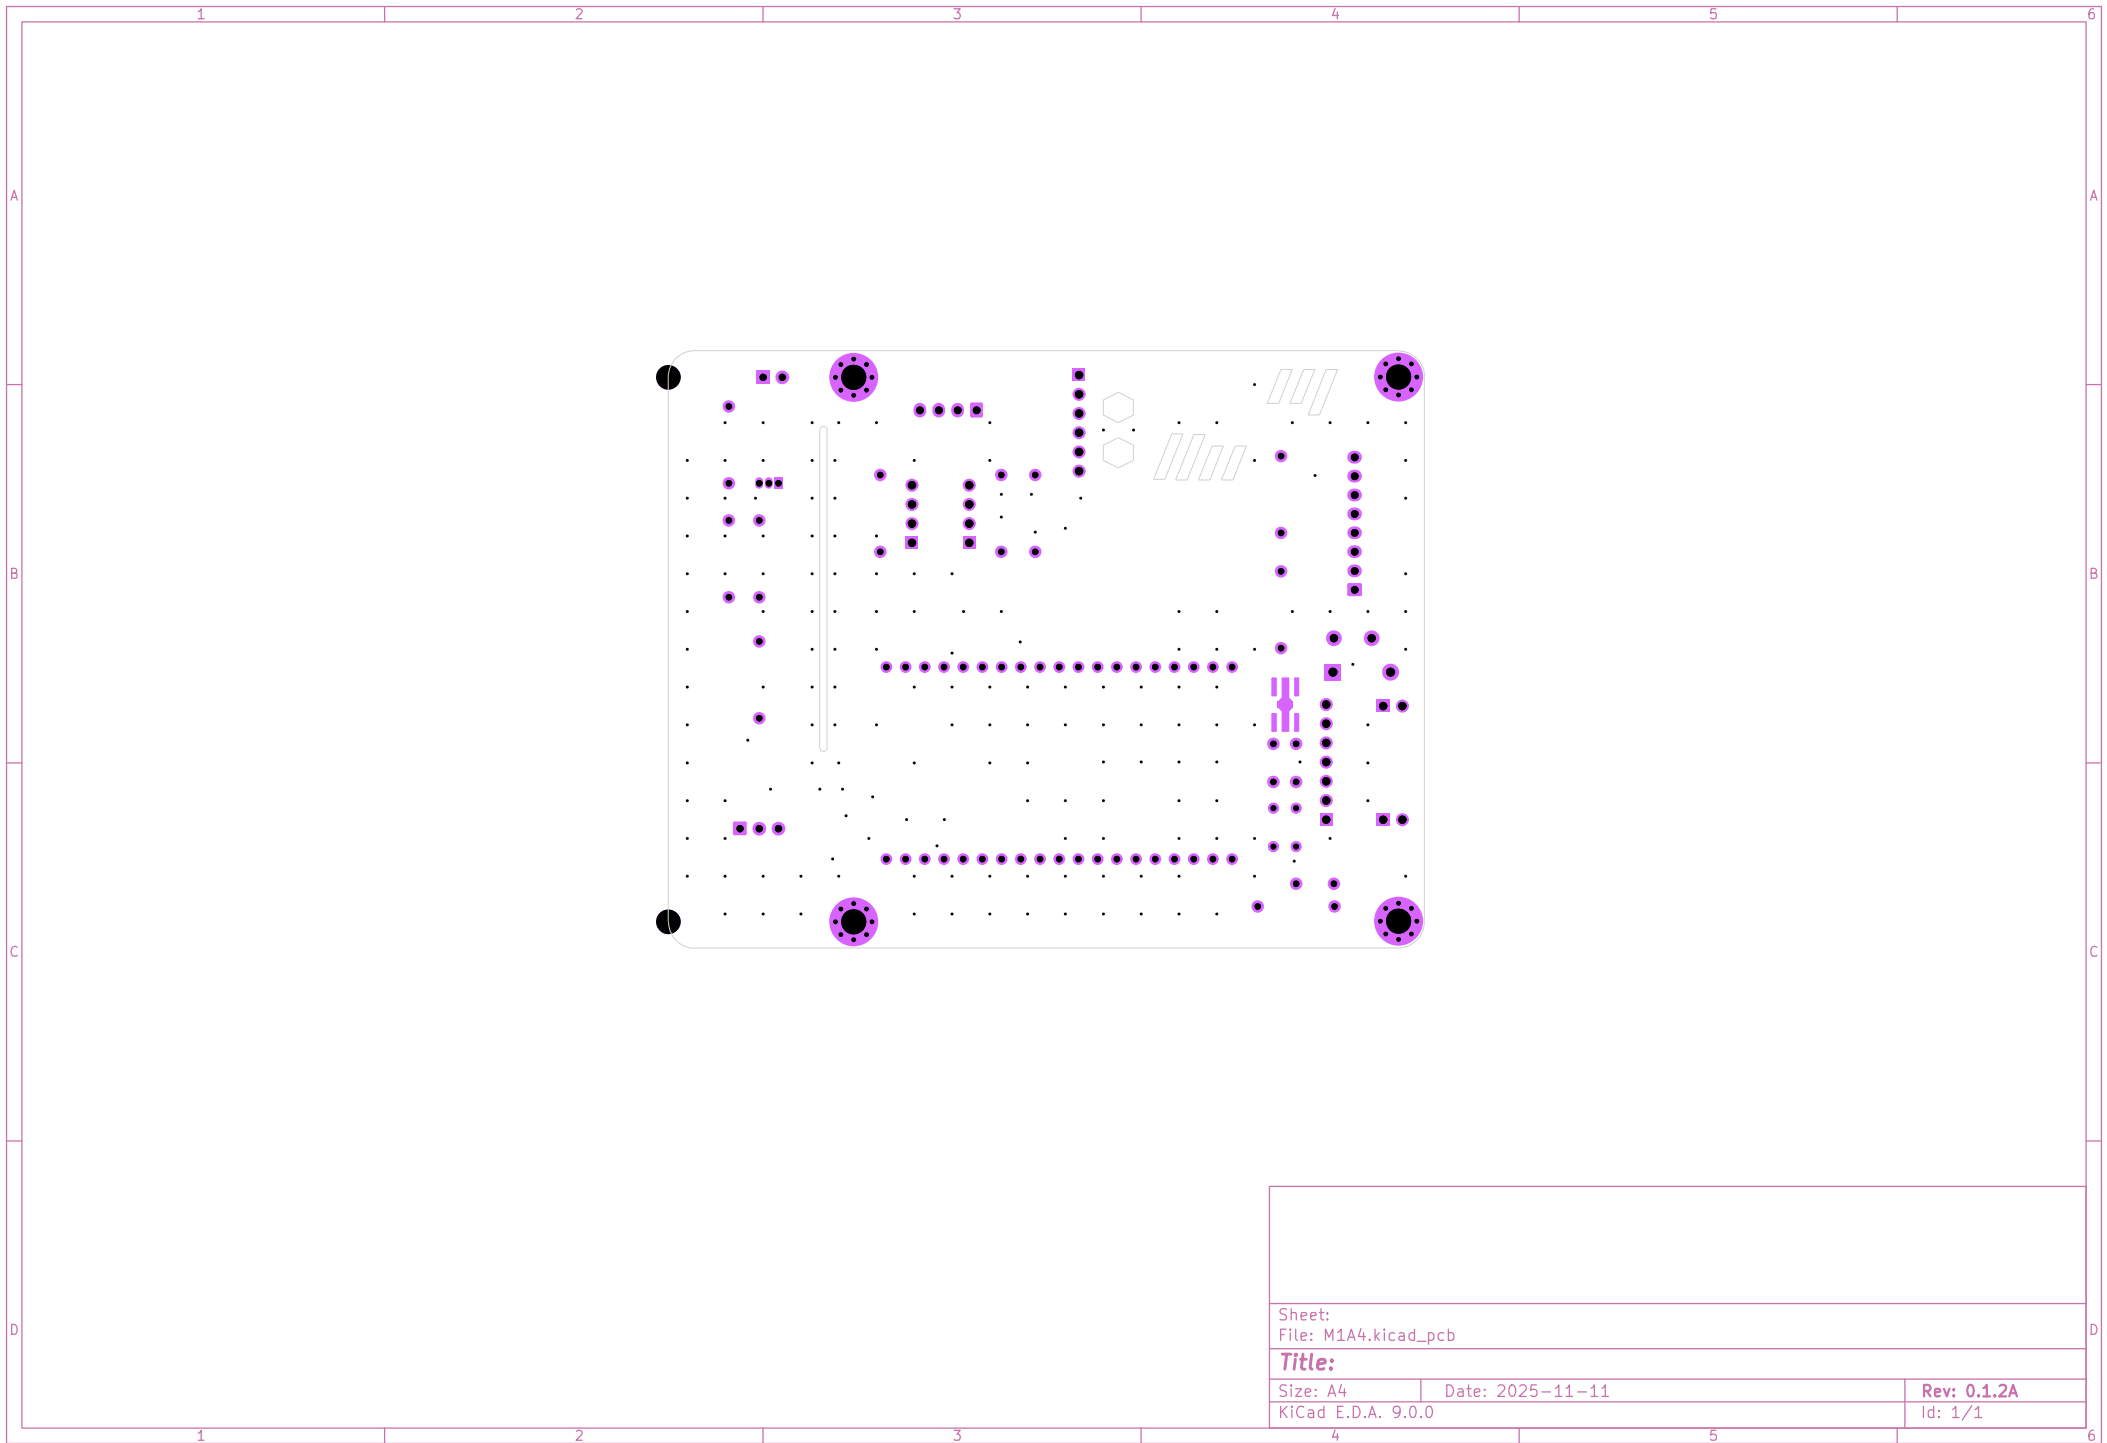 1 2 3 4 5 6
A A
B B
C C
D D
Sheet:
File: M1A4.kicad_pcb
Title:
Size: A4 Date: 2025-11-11 Rev: 0.1.2A
KiCad E.D.A. 9.0.0 Id: 1/1
1 2 3 4 5 6